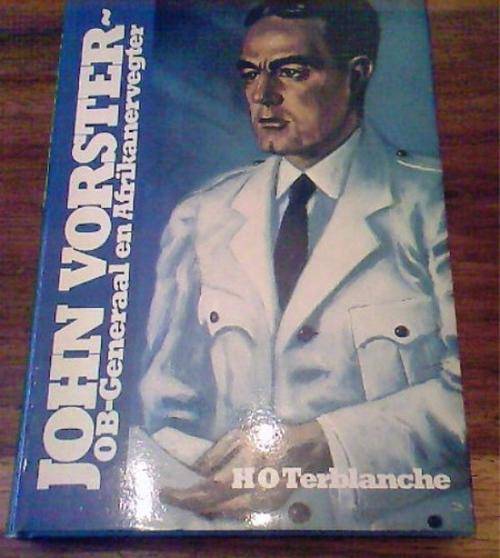 JOHN VORSTER~
OB-Generaal en Afrikanervegter
H O Terblanche